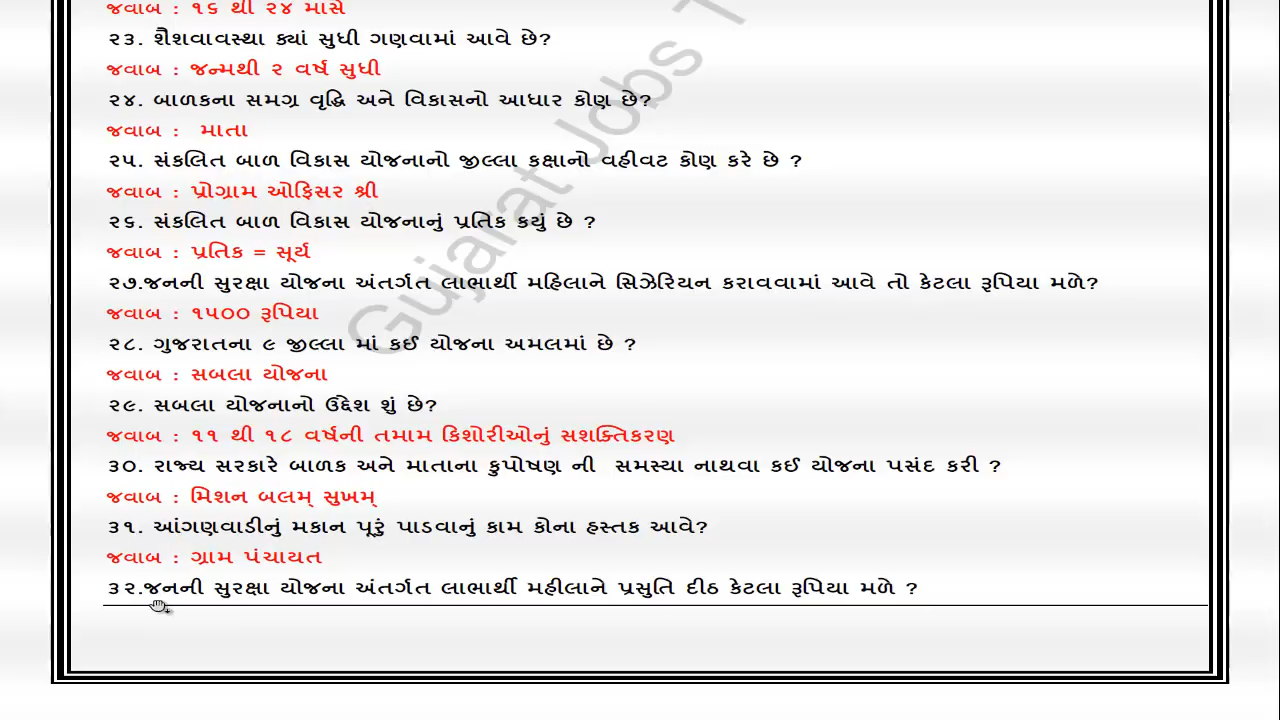 જવાબ : ૧૬ થી ૨૪ માસે
૨૩. શૈશવાવસ્થા ક્યાં સુધી ગણવામાં આવે છે?
જવાબ : જન્મથી ૨ વર્ષ સુધી
૨૪. બાળકના સમગ્ર વૃદ્ધિ અને વિકાસનો આધાર કોણ છે?
જવાબ : માતા
૨૫. સંકલિત બાળ વિકાસ યોજનાનો જીલ્લા કક્ષાનો વહીવટ કોણ કરે છે ?
જવાબ : પ્રોગ્રામ ઓફિસર શ્રી
૨૬. સંકલિત બાળ વિકાસ યોજનાનું પ્રતિક કયું છે ?
જવાબ : પ્રતિક = સૂર્ય
૨૭.જનની સુરક્ષા યોજના અંતર્ગત લાભાર્થી મહિલાને સિઝેરિયન કરાવવામાં આવે તો કેટલા રૂપિયા મળે?
જવાબ : ૧૫૦૦ રૂપિયા
૨૮. ગુજરાતના ૯ જીલ્લા માં કઈ યોજના અમલમાં છે ?
જવાબ : સબલા યોજના
૨૯. સબલા યોજનાનો ઉદ્દેશ શું છે?
જવાબ : ૧૧ થી ૧૮ વર્ષની તમામ કિશોરીઓનું સશક્તિકરણ
૩૦. રાજ્ય સરકારે બાળક અને માતાના કુપોષણ ની સમસ્યા નાથવા કઈ યોજના પસંદ કરી ?
જવાબ : મિશન બલમ્ સુખમ્
૩૧. આંગણવાડીનું મકાન પૂરું પાડવાનું કામ કોના હસ્તક આવે?
જવાબ : ગ્રામ પંચાયત
૩૨.જનની સુરક્ષા યોજના અંતર્ગત લાભાર્થી મહીલાને પ્રસુતિ દીઠ કેટલા રૂપિયા મળે ?
Gujarat Jobs T